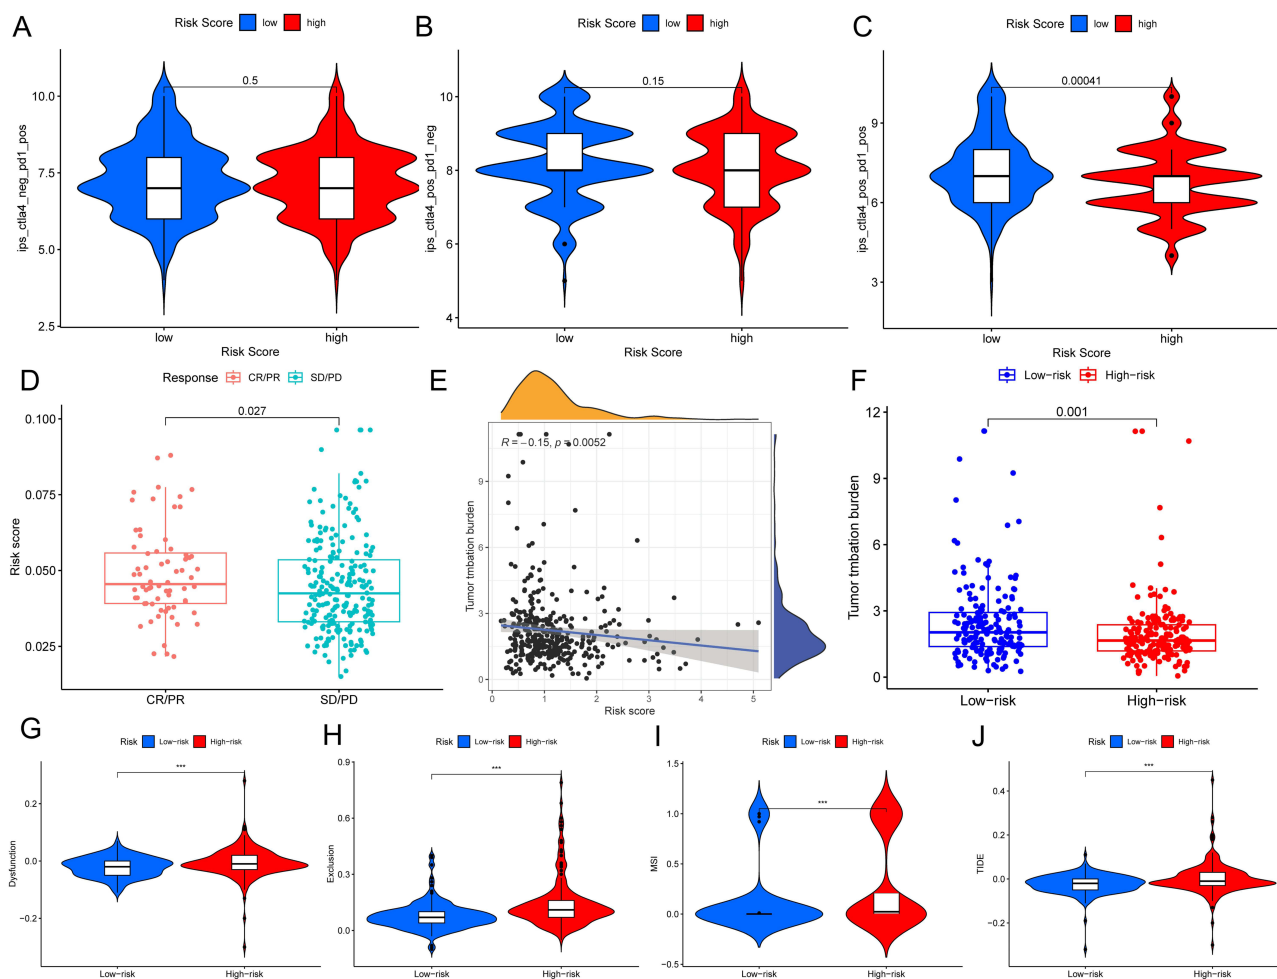 A
Risk Score low high
ips_ctla4_neg_pd1_pos
10.0
7.5
5.0
2.5
0.5
low high
Risk Score
B
Risk Score low high
ips_ctla4_pos_pd1_neg
10
8
6
4
0.15
low high
Risk Score
C
Risk Score low high
ips_ctla4_pos_pd1_pos
9
6
3
0.00041
low high
Risk Score
D
Response CR/PR SD/PD
Risk score
0.100
0.075
0.050
0.025
0.027
CR/PR SD/PD
E
R = −0.15, p = 0.0052
Tumor tmbation burden
9
6
3
0
0 1 2 3 4 5
Risk score
F
Low−risk High−risk
Tumor tmbation burden
12
9
6
3
0
0.001
Low−risk High−risk
G
Risk Low−risk High−risk
Dysfunction
0.2
0.0
−0.2
***
Low−risk High−risk
H
Risk Low−risk High−risk
Exclusion
0.9
0.6
0.3
0.0
***
Low−risk High−risk
I
Risk Low−risk High−risk
MSI
1.5
1.0
0.5
0.0
−0.5
***
Low−risk High−risk
J
Risk Low−risk High−risk
TIDE
0.4
0.2
0.0
−0.2
***
Low−risk High−risk